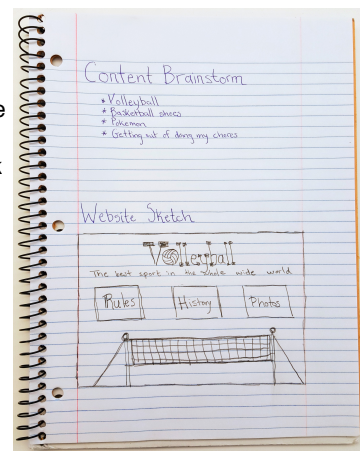 e
k
Content Brainstorm
* Volleyball
* Basketball shoes
* Pokemon
* Getting out of doing my chores
Website Sketch
Volleyball
The best sport in the whole wide world
Rules History Photos